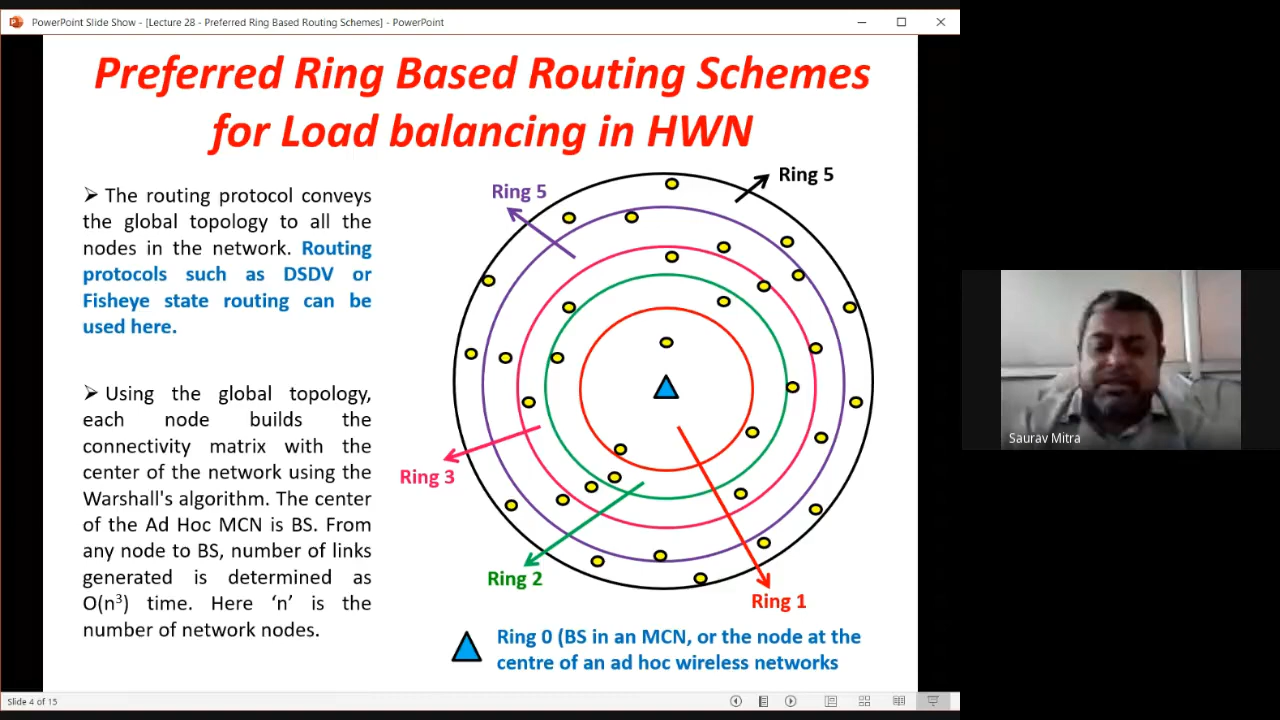 PowerPoint Slide Show - [Lecture 28 - Preferred Ring Based Routing Schemes] - PowerPoint
Preferred Ring Based Routing Schemes
for Load balancing in HWN
➢ The routing protocol conveys
the global topology to all the
nodes in the network. Routing
protocols such as DSDV or
Fisheye state routing can be
used here.
➢ Using the global topology,
each node builds the
connectivity matrix with the
center of the network using the
Warshall's algorithm. The center
of the Ad Hoc MCN is BS. From
any node to BS, number of links
generated is determined as
O(n³) time. Here ‘n’ is the
number of network nodes.
Ring 5
Ring 5
Ring 3
Ring 2
Ring 1
Ring 0 (BS in an MCN, or the node at the
centre of an ad hoc wireless networks
Saurav Mitra
Slide 4 of 15